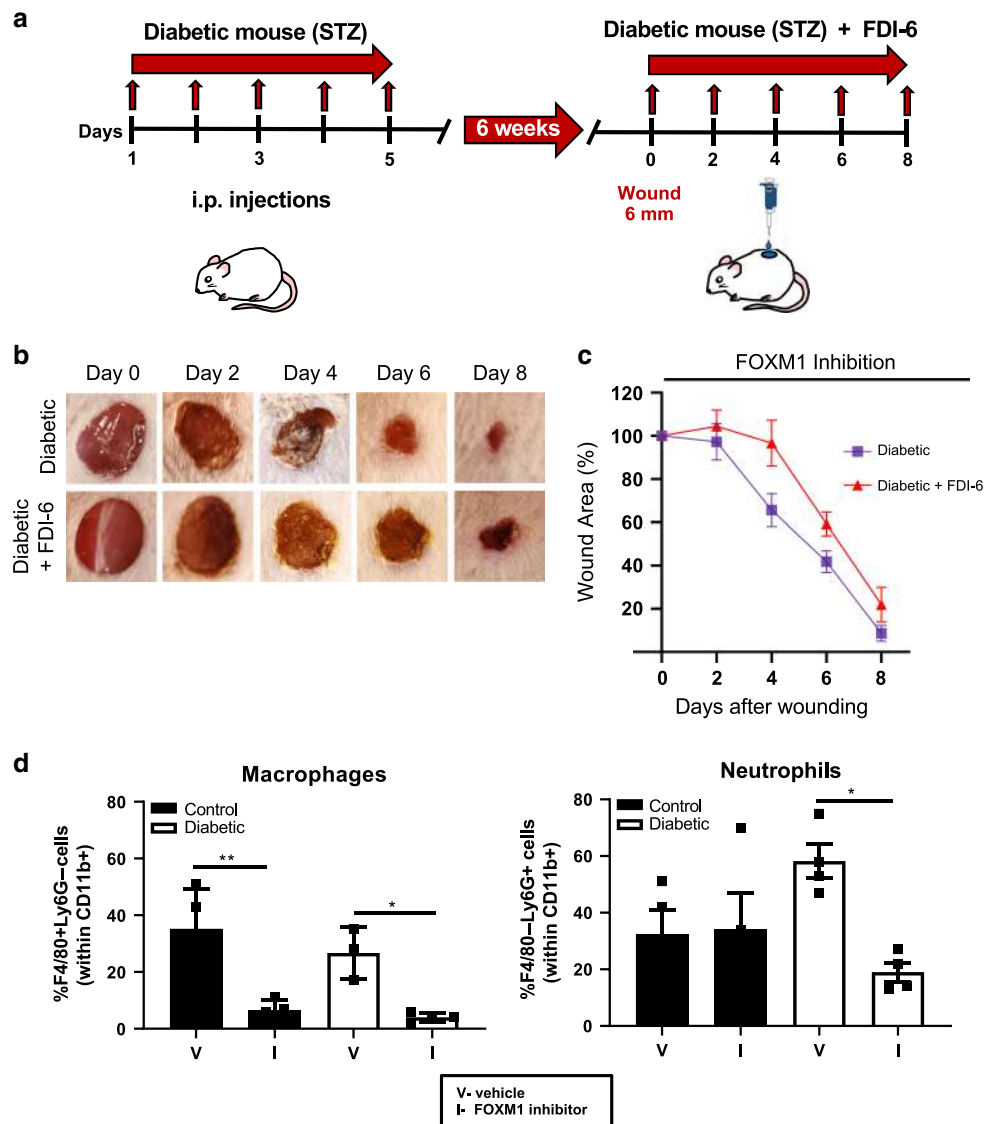 a
Diabetic mouse (STZ)
Diabetic mouse (STZ) + FDI-6
Days
1
3
5
6 weeks
0
2
4
6
8
i.p. injections
Wound
6 mm
b
Day 0
Day 2
Day 4
Day 6
Day 8
Diabetic
Diabetic
+ FDI-6
c
FOXM1 Inhibition
Wound Area (%)
120
100
80
60
40
20
0
2
4
6
8
Days after wounding
Diabetic
Diabetic + FDI-6
d
Macrophages
%F4/80+Ly6G–cells
(within CD11b+)
80
60
40
20
0
Control
Diabetic
**
*
V
I
V
I
Neutrophils
%F4/80–Ly6G+ cells
(within CD11b+)
80
60
40
20
0
Control
Diabetic
*
V
I
V
I
V- vehicle
I- FOXM1 inhibitor